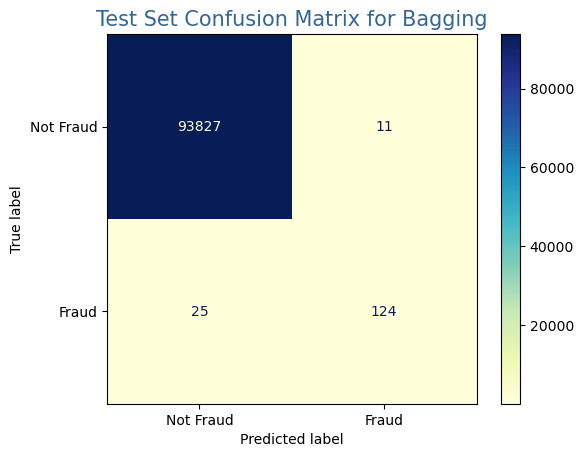 Test Set Confusion Matrix for Bagging
True label
Not Fraud
93827
11
Fraud
25
124
Not Fraud
Fraud
Predicted label
80000
60000
40000
20000